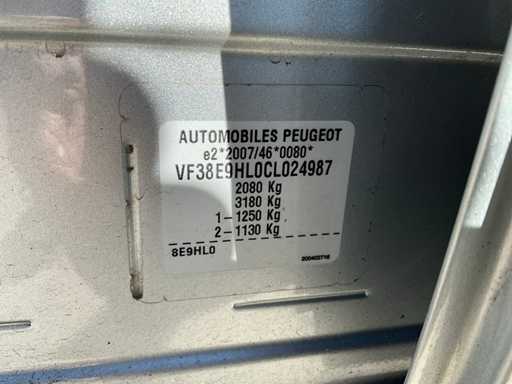 AUTOMOBILES PEUGEOT
e2*2007/46*0080*
VF38E9HL0CL024987
2080 Kg
3180 Kg
1-1250 Kg
2-1130 Kg
8E9HL0